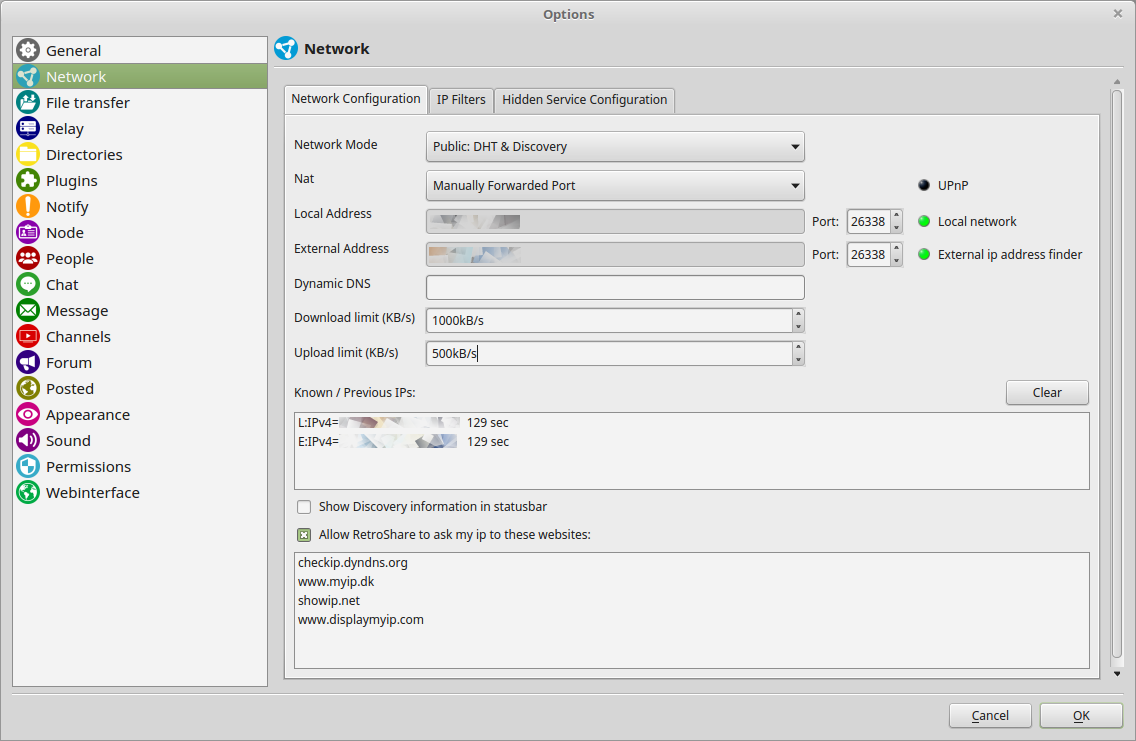 Options
General
Network
File transfer
Relay
Directories
Plugins
Notify
Node
People
Chat
Message
Channels
Forum
Posted
Appearance
Sound
Permissions
Webinterface
Network
Network Configuration IP Filters Hidden Service Configuration
Network Mode Public: DHT & Discovery
Nat Manually Forwarded Port UPnP
Local Address Port: 26338 Local network
External Address Port: 26338 External ip address finder
Dynamic DNS
Download limit (KB/s) 1000kB/s
Upload limit (KB/s) 500kB/s
Known / Previous IPs: Clear
L:IPv4= 129 sec
E:IPv4= 129 sec
Show Discovery information in statusbar
Allow RetroShare to ask my ip to these websites:
checkip.dyndns.org
www.myip.dk
showip.net
www.displaymyip.com
Cancel OK